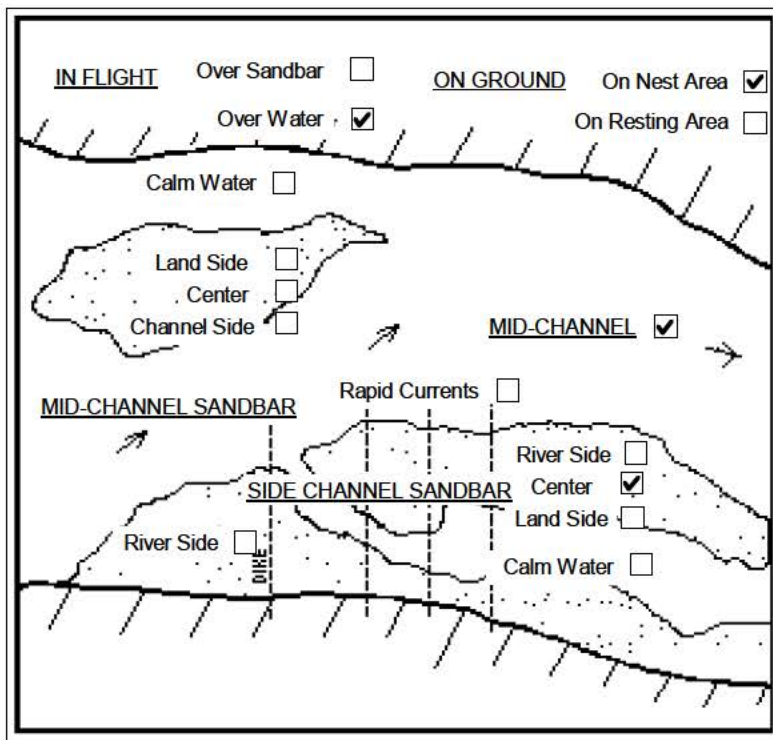 IN FLIGHT Over Sandbar ☐ ON GROUND On Nest Area ☑
Over Water ☑ On Resting Area ☐
Calm Water ☐
Land Side ☐
Center ☐
Channel Side ☐
MID-CHANNEL ☑
Rapid Currents ☐
MID-CHANNEL SANDBAR
River Side ☐
SIDE CHANNEL SANDBAR Center ☑
Land Side ☐
River Side ☐
DIKE
Calm Water ☐